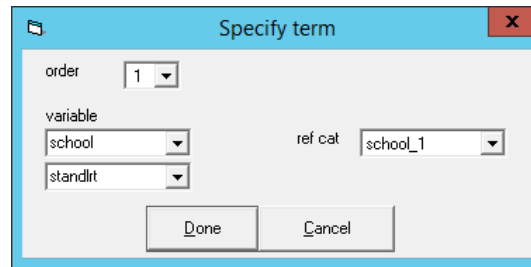 Specify term
x
order 1
variable
school ref cat school_1
standlrt
Done Cancel